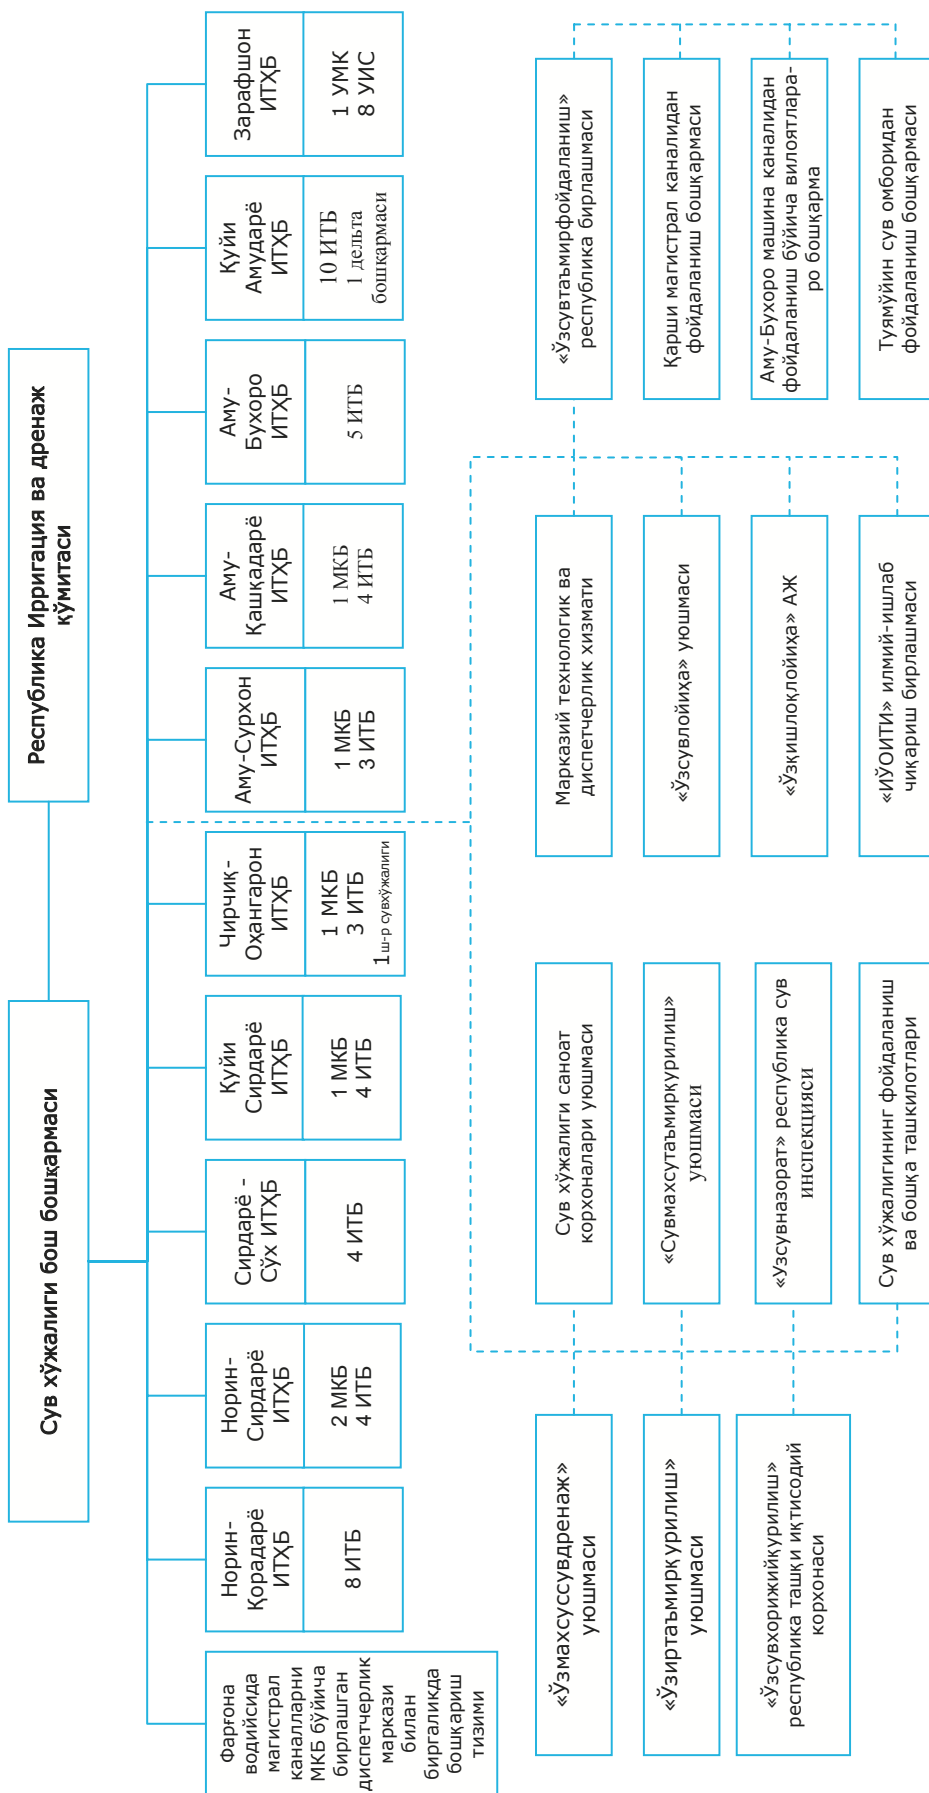 Сув хўжалиги бош бошқармаси
Республика Ирригация ва дренаж
қўмитаси
Фарғона
водийсида
магистрал
каналларни
МКБ бўйича
бирлашган
диспетчерлик
маркази
билан
биргаликда
бошқариш
тизими
Норин-
Қорадарё
ИТҲБ
8 ИТБ
Норин-
Сирдарё
ИТҲБ
2 МКБ
4 ИТБ
Сирдарё -
Сўх ИТҲБ
4 ИТБ
Қуйи
Сирдарё
ИТҲБ
1 МКБ
4 ИТБ
Чирчиқ-
Оҳангарон
ИТҲБ
1 МКБ
3 ИТБ
1ш-р сувхўжалиги
Аму-Сурхон
ИТҲБ
1 МКБ
3 ИТБ
Аму-
Қашқадарё
ИТҲБ
1 МКБ
4 ИТБ
Аму-
Бухоро
ИТҲБ
5 ИТБ
Қуйи
Амударё
ИТҲБ
10 ИТБ
1 дельта
бошқармаси
Зарафшон
ИТҲБ
1 УМК
8 УИС
«Ўзмахсуссувдренаж»
уюшмаси
Сув хўжалиги саноат
корхоналари уюшмаси
Марказий технологик ва
диспетчерлик хизмати
«Ўзсувтаъмирфойдаланиш»
республика бирлашмаси
«Ўзиртаъмирқурилиш»
уюшмаси
«Сувмахсутаъмирқурилиш»
уюшмаси
«Ўзсувлойиҳа» уюшмаси
Қарши магистрал каналидан
фойдаланиш бошқармаси
«Ўзсувхорижийқурилиш»
республика ташқи иқтисодий
корхонаси
«Узсувназорат» республика сув
инспекцияси
«Ўзқишлоқлойиҳа» АЖ
Аму-Бухоро машина каналидан
фойдаланиш бўйича вилоятлара-
ро бошқарма
Сув хўжалигининг фойдаланиш
ва бошқа ташкилотлари
«ИЎОИТИ» илмий-ишлаб
чиқариш бирлашмаси
Туямўйин сув омборидан
фойдаланиш бошқармаси